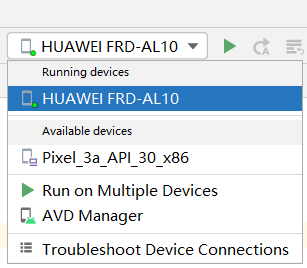 HUAWEI FRD-AL10
Running devices
HUAWEI FRD-AL10
Available devices
Pixel_3a_API_30_x86
Run on Multiple Devices
AVD Manager
Troubleshoot Device Connections